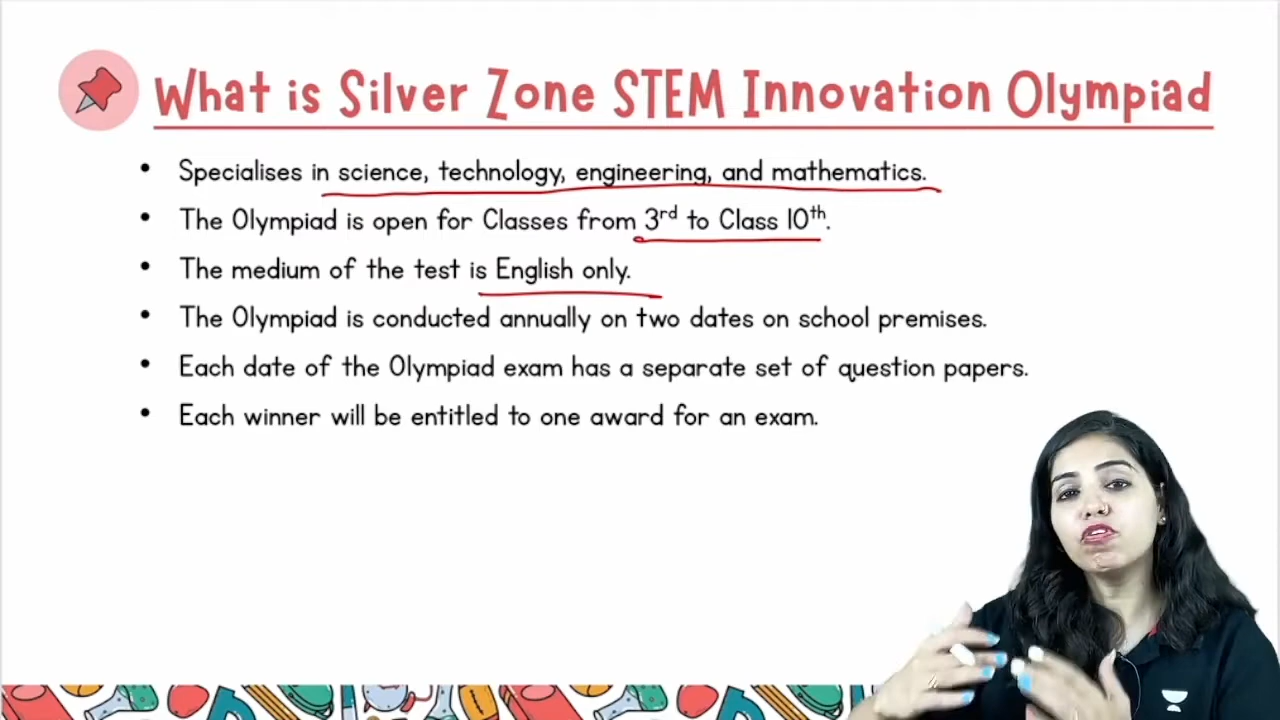 What is Silver Zone STEM Innovation Olympiad
• Specialises in science, technology, engineering, and mathematics.
• The Olympiad is open for Classes from 3rd to Class 10th.
• The medium of the test is English only.
• The Olympiad is conducted annually on two dates on school premises.
• Each date of the Olympiad exam has a separate set of question papers.
• Each winner will be entitled to one award for an exam.